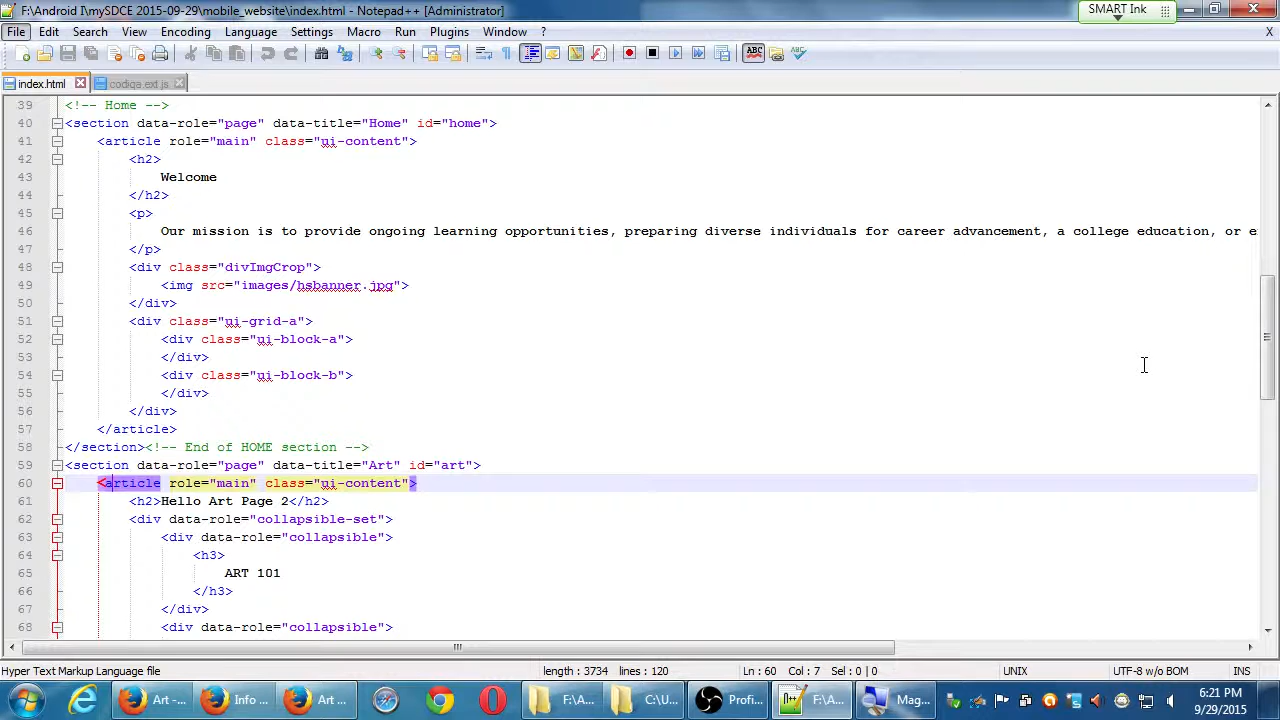 F:\Android I\mySDCE 2015-09-29\mobile_website\index.html - Notepad++ [Administrator]
SMART Ink
File Edit Search View Encoding Language Settings Macro Run Plugins Window ? X
index.html codiqa.ext.js
39 <!-- Home -->
40 <section data-role="page" data-title="Home" id="home">
41 <article role="main" class="ui-content">
42 <h2>
43 Welcome
44 </h2>
45 <p>
46 Our mission is to provide ongoing learning opportunities, preparing diverse individuals for career advancement, a college education, or e
47 </p>
48 <div class="divImgCrop">
49 <img src="images/hsbanner.jpg">
50 </div>
51 <div class="ui-grid-a">
52 <div class="ui-block-a">
53 </div>
54 <div class="ui-block-b">
55 </div>
56 </div>
57 </article>
58 </section><!-- End of HOME section -->
59 <section data-role="page" data-title="Art" id="art">
60 <article role="main" class="ui-content">
61 <h2>Hello Art Page 2</h2>
62 <div data-role="collapsible-set">
63 <div data-role="collapsible">
64 <h3>
65 ART 101
66 </h3>
67 </div>
68 <div data-role="collapsible">
Hyper Text Markup Language file length : 3734 lines : 120 Ln : 60 Col : 7 Sel : 0 | 0 UNIX UTF-8 w/o BOM INS
Art -... Info ... Art ... F:\A... C:\U... Profi... F:\A... Mag...
6:21 PM
9/29/2015